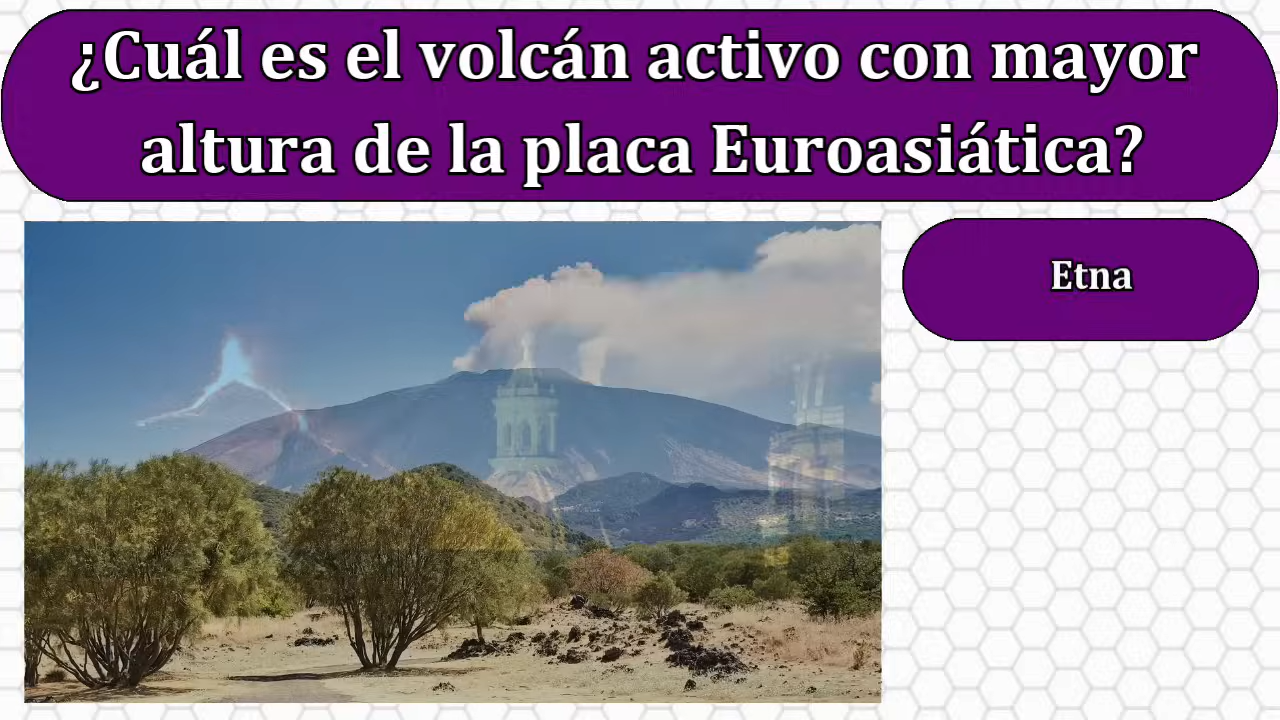 ¿Cuál es el volcán activo con mayor
altura de la placa Euroasiática?
Etna